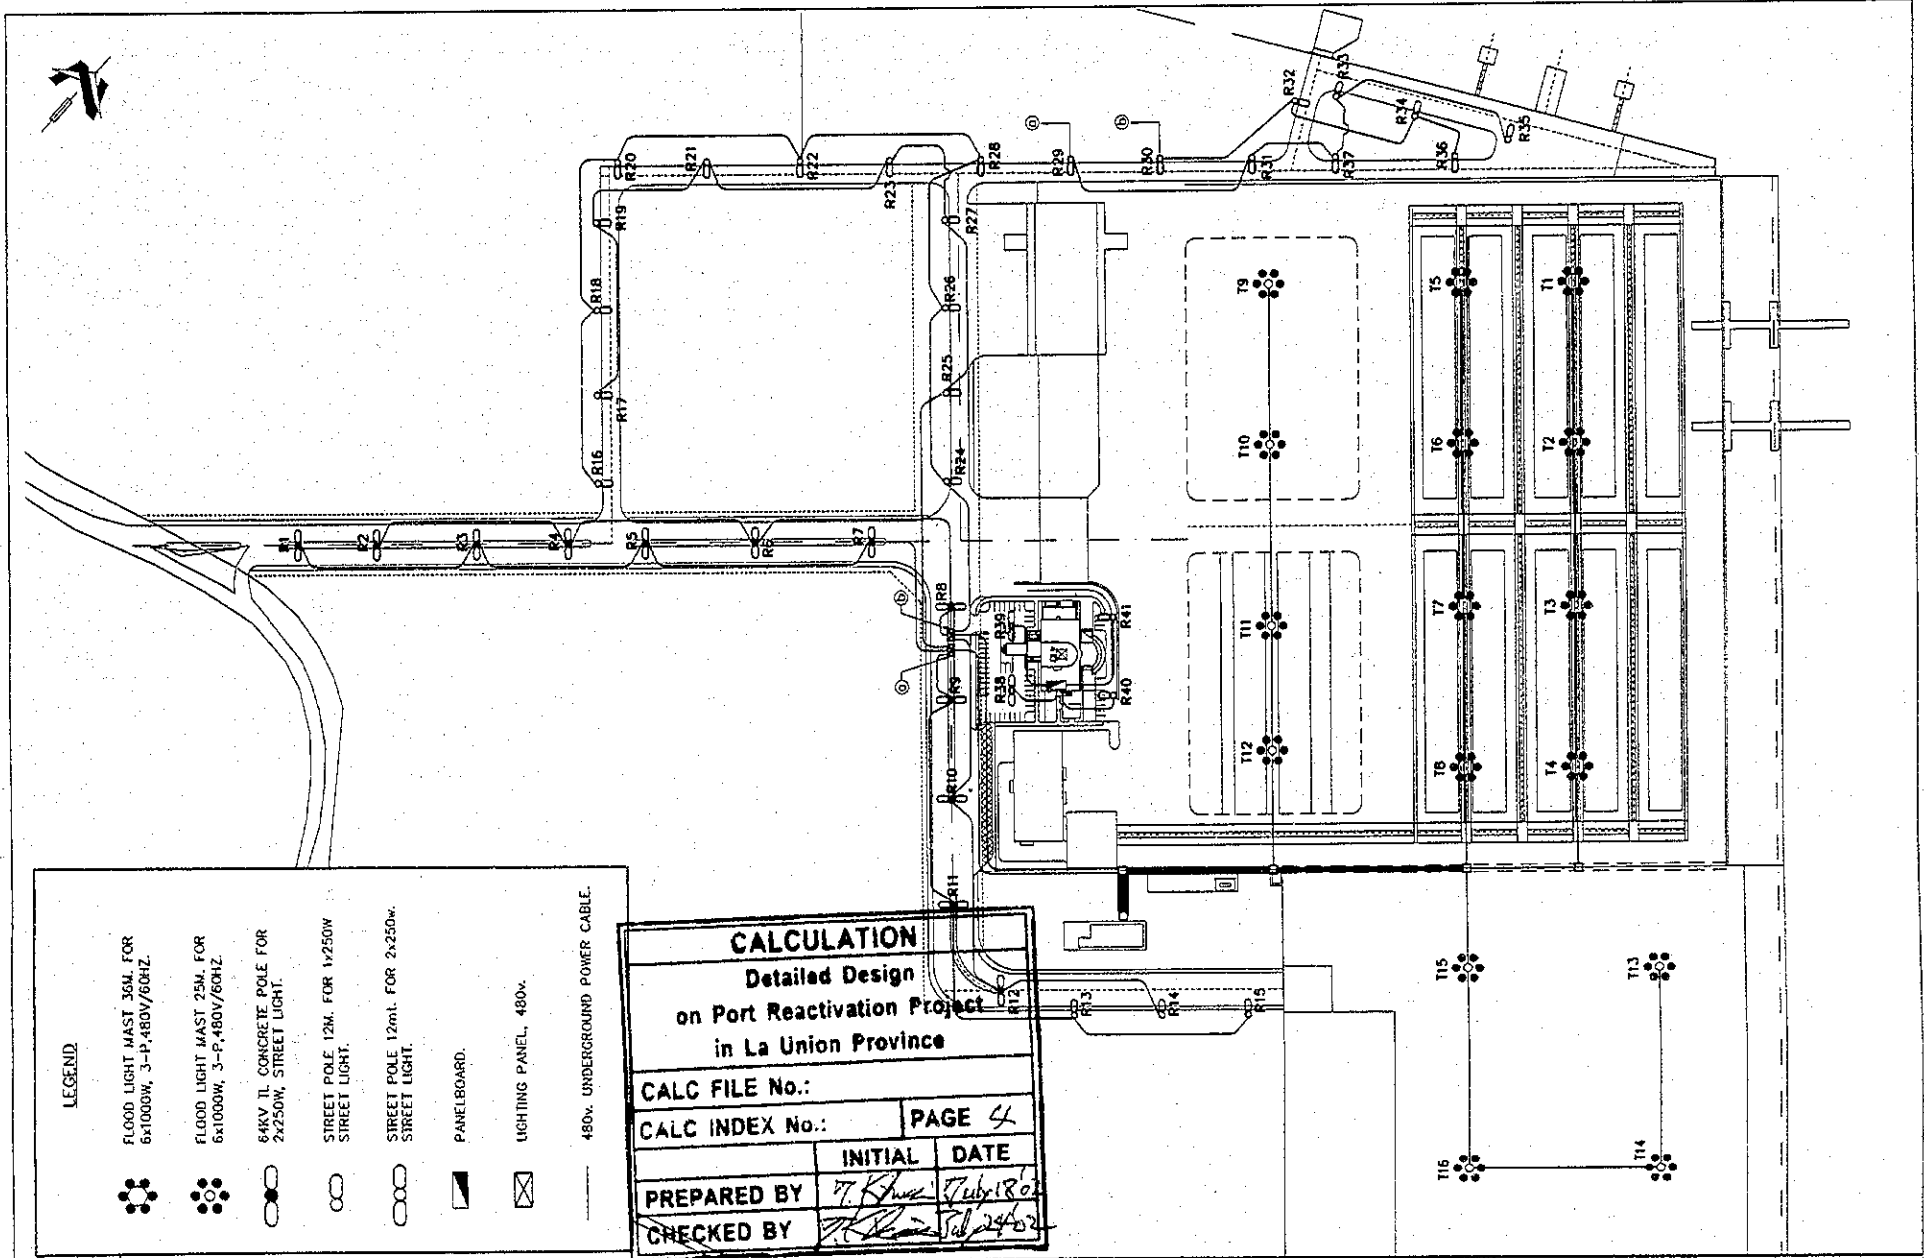 LEGEND
FLOOD LIGHT MAST 36M. FOR
6x1000W, 3-P,480V/60HZ.
FLOOD LIGHT MAST 25M. FOR
6x1000W, 3-P,480V/60HZ.
64KV TL CONCRETE POLE FOR
2x250W, STREET LIGHT.
STREET POLE 12M. FOR 1x250W
STREET LIGHT.
STREET POLE 12mt. FOR 2x250w.
STREET LIGHT.
PANELBOARD.
LIGHTING PANEL, 480v.
480v. UNDERGROUND POWER CABLE.
CALCULATION
Detailed Design
on Port Reactivation Project
in La Union Province
CALC FILE No.:
CALC INDEX No.:
PAGE 4
INITIAL
DATE
PREPARED BY
July 18 '02
CHECKED BY
R1
R2
R3
R4
R5
R6
R7
R8
R9
R10
R11
R12
R13
R14
R15
R16
R17
R18
R19
R20
R21
R22
R23
R24
R25
R26
R27
R28
R29
R30
R31
R32
R33
R34
R35
R36
R37
R38
R39
R40
R41
a
b
b
a
T1
T2
T3
T4
T5
T6
T7
T8
T9
T10
T11
T12
T13
T14
T15
T16